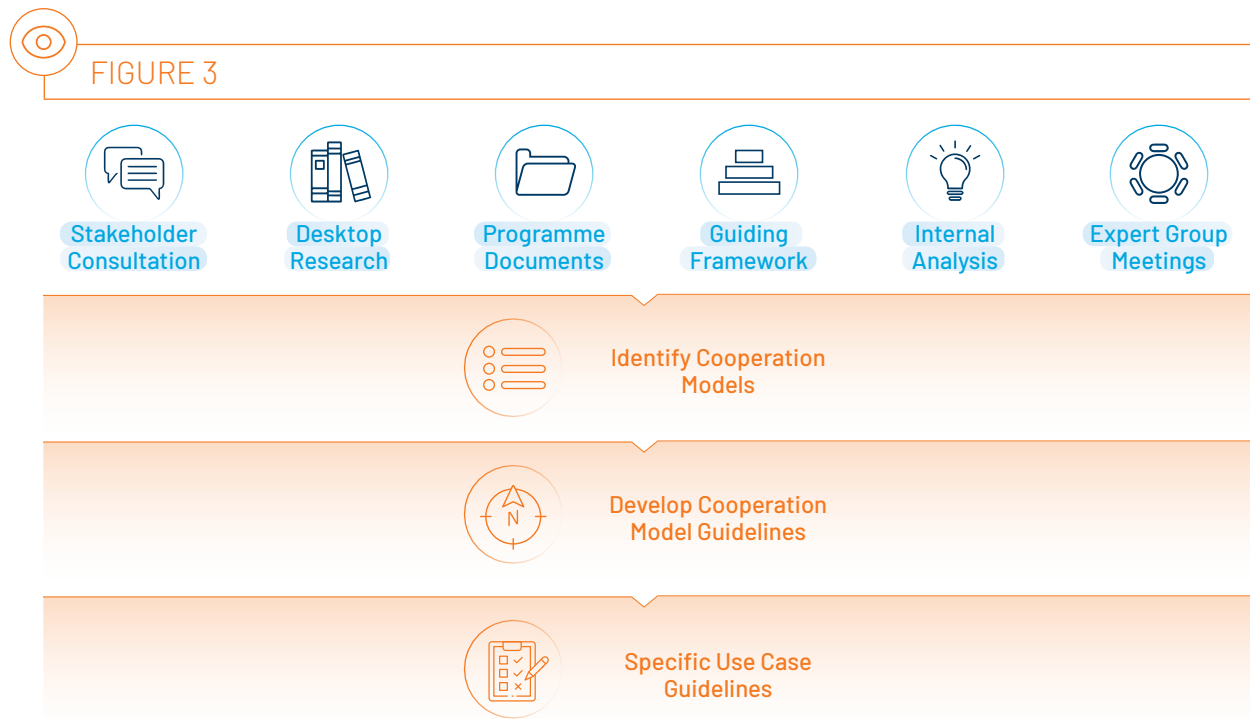 FIGURE 3
Stakeholder
Consultation
Desktop
Research
Programme
Documents
Guiding
Framework
Internal
Analysis
Expert Group
Meetings
Identify Cooperation
Models
N
Develop Cooperation
Model Guidelines
Specific Use Case
Guidelines